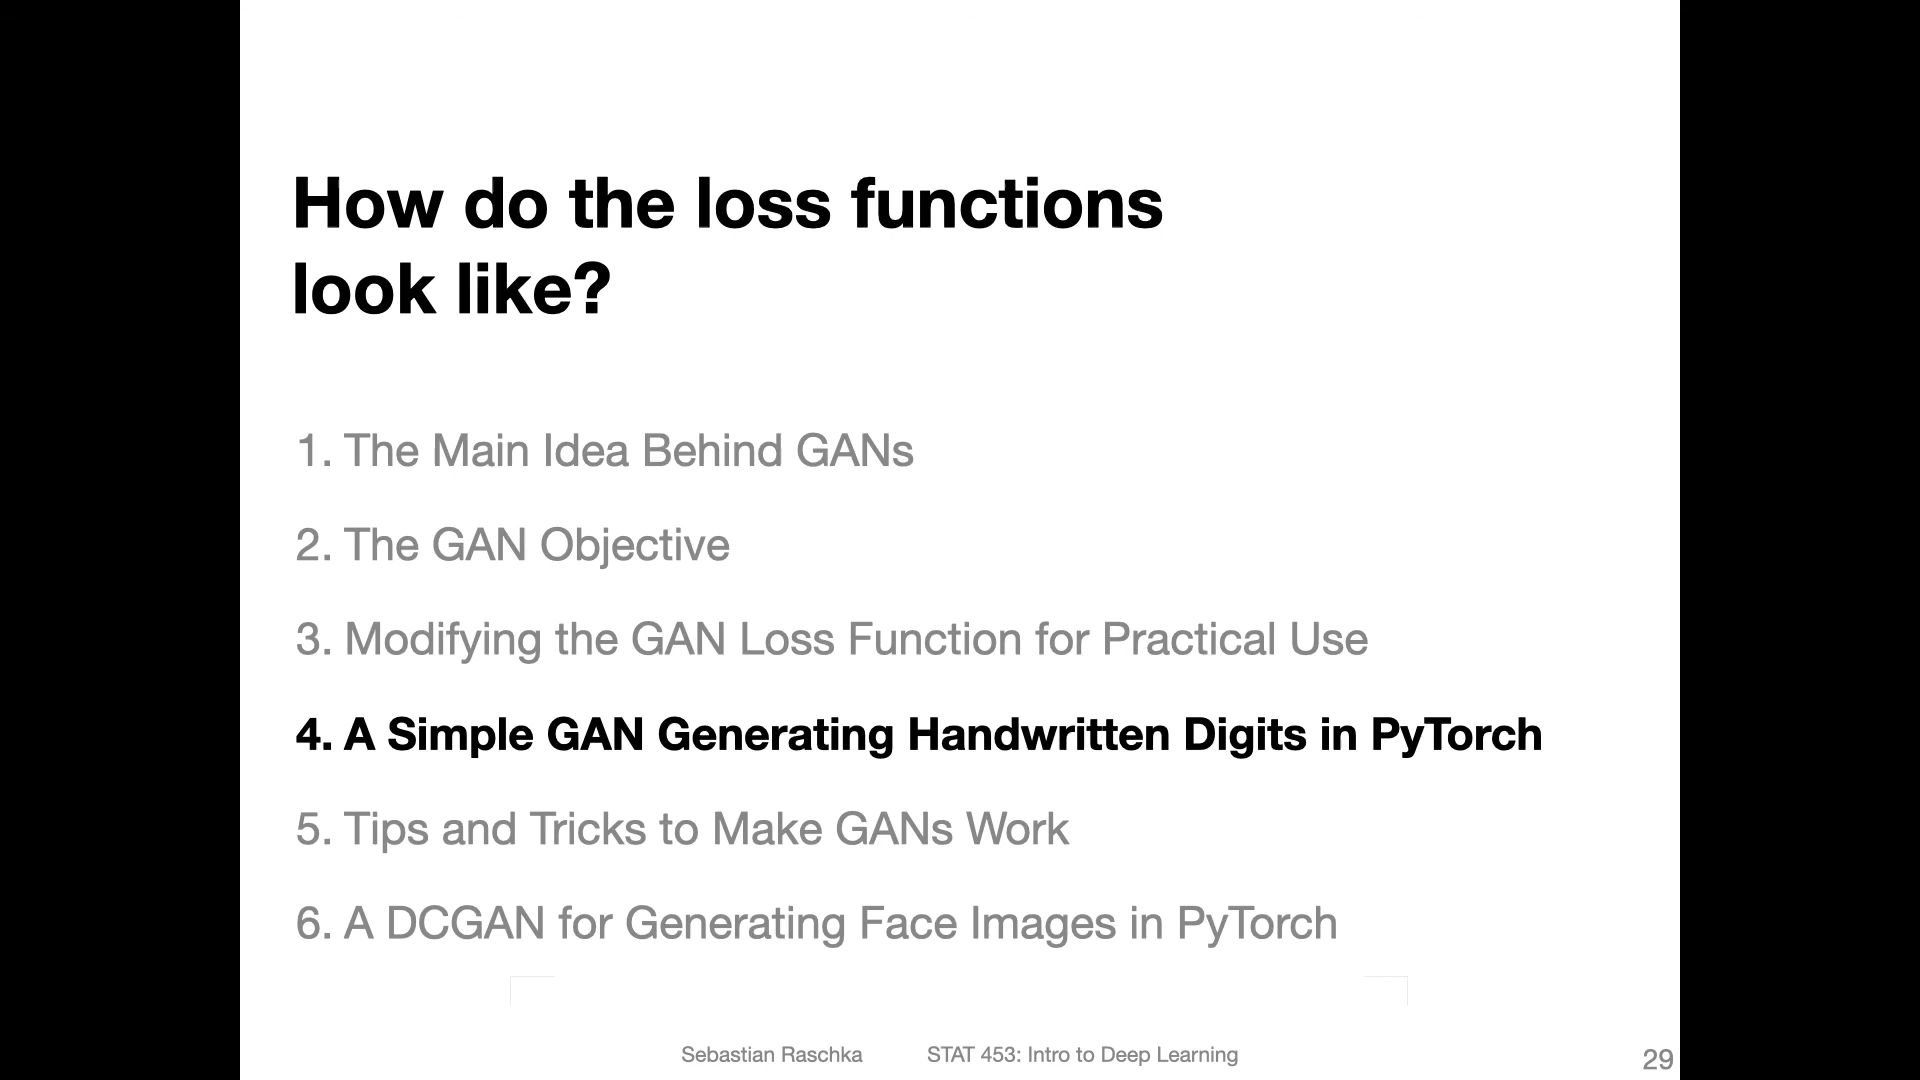 How do the loss functions
look like?
1. The Main Idea Behind GANs
2. The GAN Objective
3. Modifying the GAN Loss Function for Practical Use
4. A Simple GAN Generating Handwritten Digits in PyTorch
5. Tips and Tricks to Make GANs Work
6. A DCGAN for Generating Face Images in PyTorch
Sebastian Raschka STAT 453: Intro to Deep Learning 29